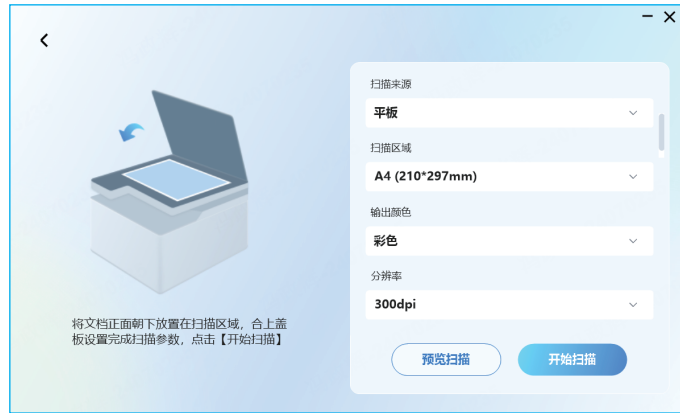 扫描来源
平板
扫描区域
A4 (210*297mm)
输出颜色
彩色
分辨率
300dpi
将文档正面朝下放置在扫描区域，合上盖
板设置完成扫描参数，点击【开始扫描】
预览扫描
开始扫描